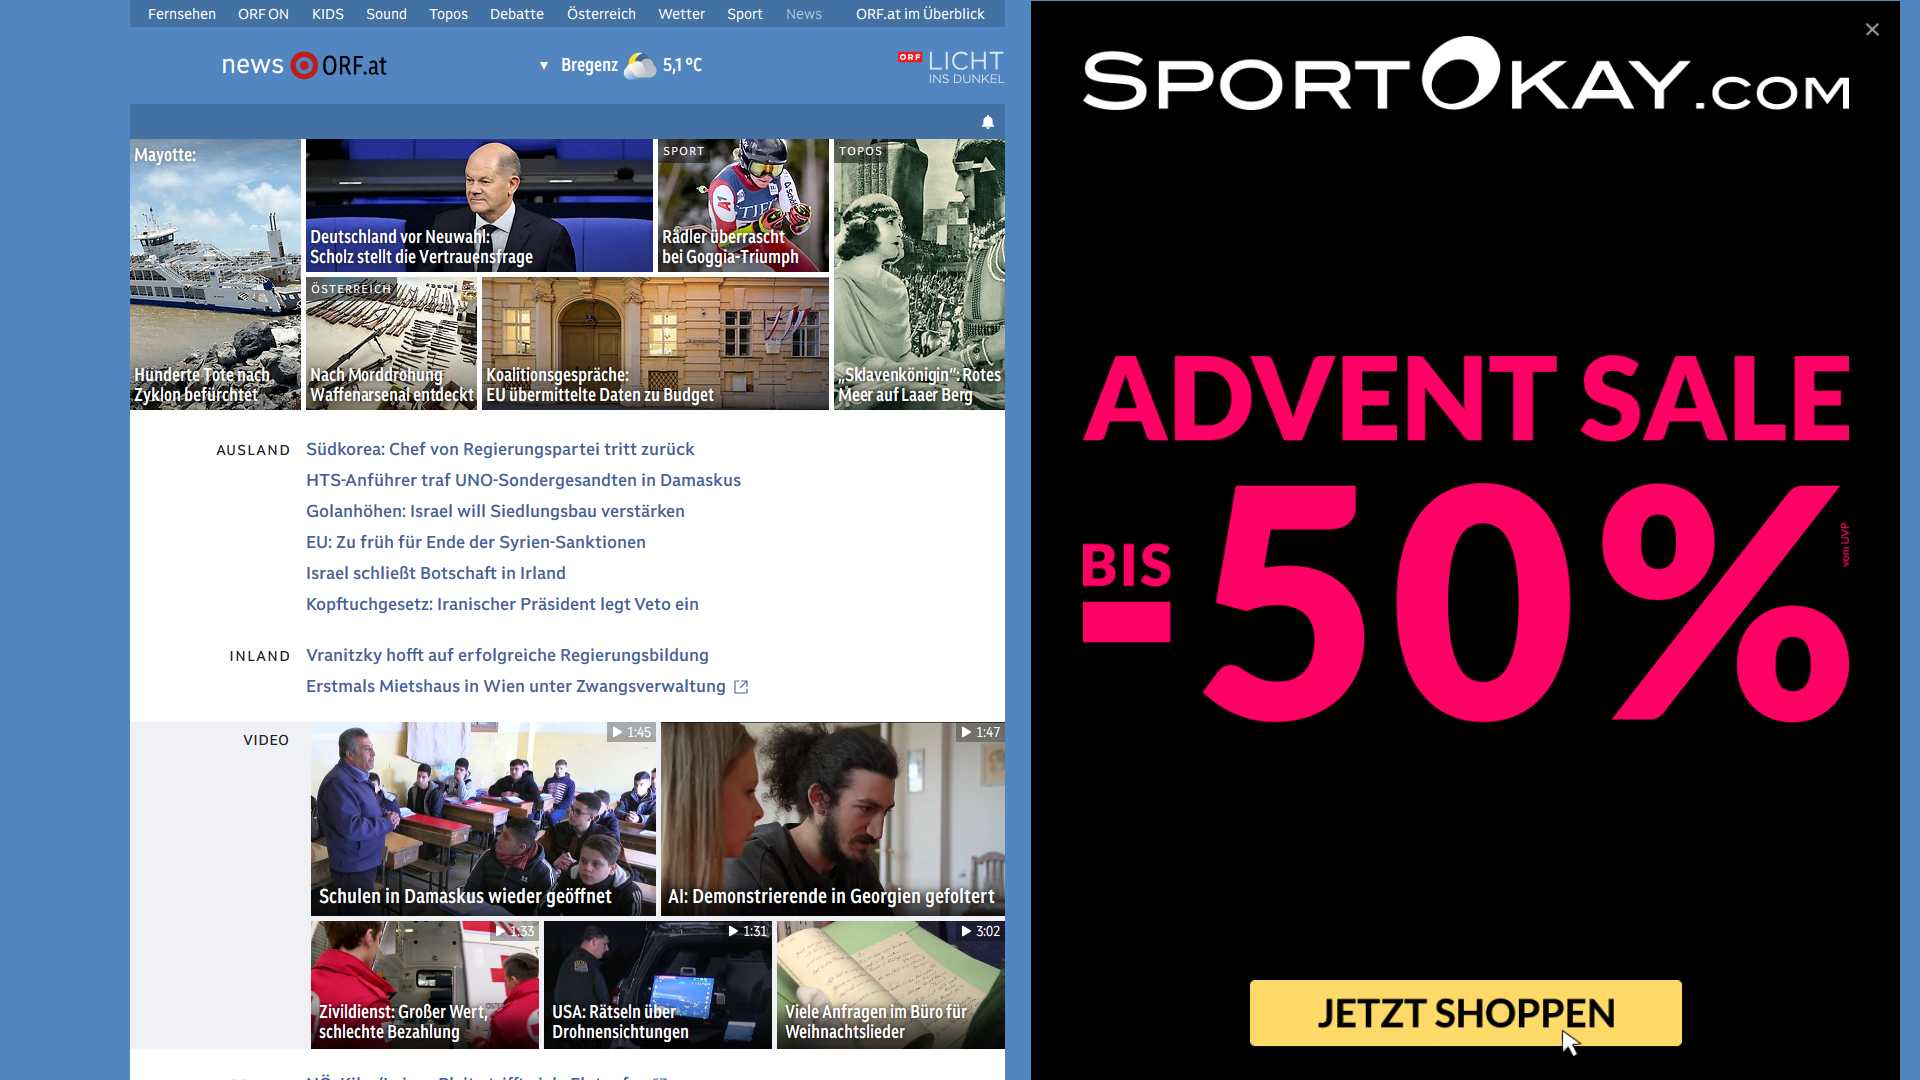 Fernsehen ORF ON KIDS Sound Topos Debatte Österreich Wetter Sport News ORF.at im Überblick
news ORF.at
Bregenz 5,1 °C
ORF LICHT
INS DUNKEL
Mayotte:
Hunderte Tote nach
Zyklon befürchtet
Deutschland vor Neuwahl:
Scholz stellt die Vertrauensfrage
SPORT
Rädler überrascht
bei Goggia-Triumph
TOPOS
„Sklavenkönigin“: Rotes
Meer auf Laaer Berg
ÖSTERREICH
Nach Morddrohung
Waffenarsenal entdeckt
Koalitionsgespräche:
EU übermittelte Daten zu Budget
AUSLAND
Südkorea: Chef von Regierungspartei tritt zurück
HTS-Anführer traf UNO-Sondergesandten in Damaskus
Golanhöhen: Israel will Siedlungsbau verstärken
EU: Zu früh für Ende der Syrien-Sanktionen
Israel schließt Botschaft in Irland
Kopftuchgesetz: Iranischer Präsident legt Veto ein
INLAND
Vranitzky hofft auf erfolgreiche Regierungsbildung
Erstmals Mietshaus in Wien unter Zwangsverwaltung
VIDEO
1:45
Schulen in Damaskus wieder geöffnet
1:47
AI: Demonstrierende in Georgien gefoltert
1:33
Zivildienst: Großer Wert,
schlechte Bezahlung
1:31
USA: Rätseln über
Drohnensichtungen
3:02
Viele Anfragen im Büro für
Weihnachtslieder
SPORTOKAY.COM
ADVENT SALE
BIS
-50%
vom UVP
JETZT SHOPPEN